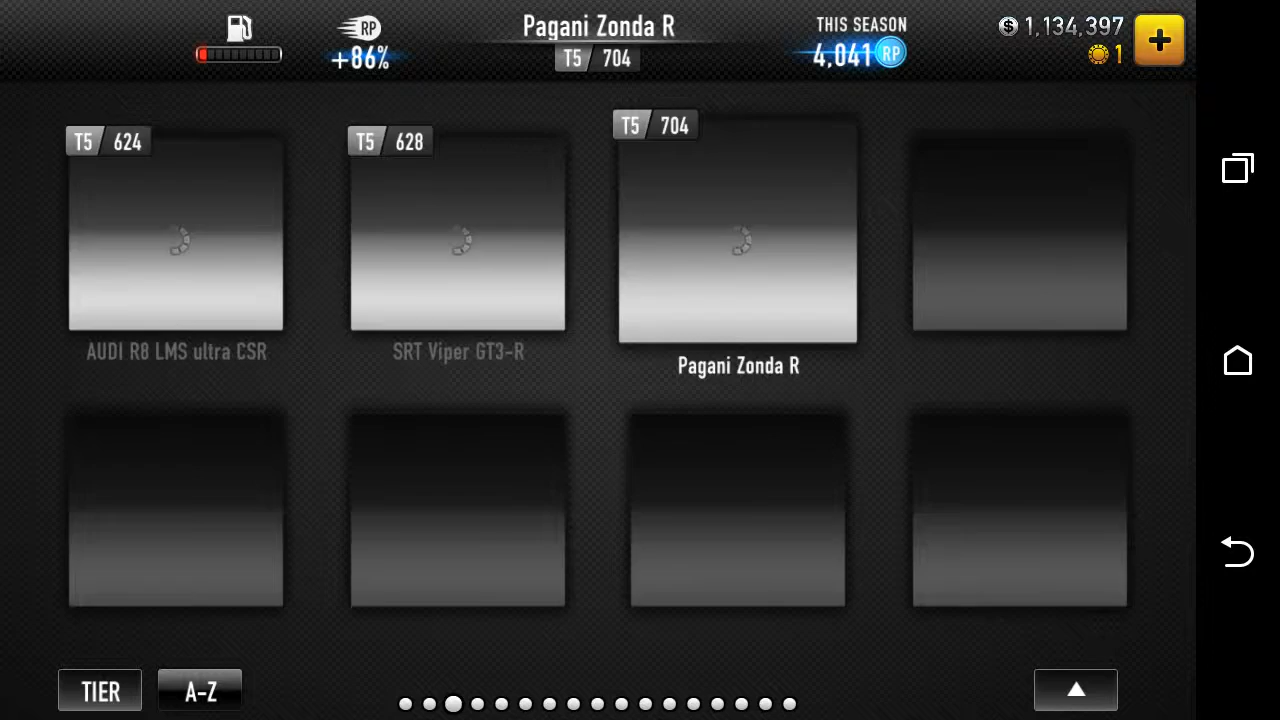 RP
+86%
Pagani Zonda R
T5 704
THIS SEASON
4,041 RP
$ 1,134,397
1
+
T5 624
T5 628
T5 704
AUDI R8 LMS ultra CSR
SRT Viper GT3-R
Pagani Zonda R
TIER
A-Z